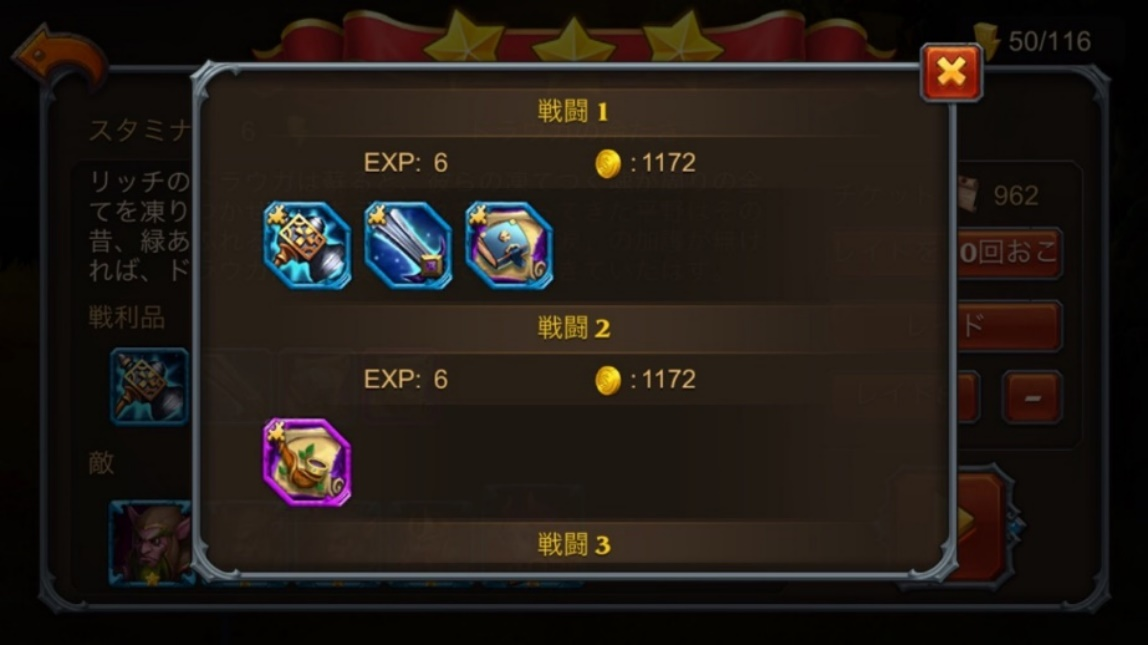 50/116
戦闘 1
スタミナ 6
EXP: 6 : 1172
リッチの
てを凍り
昔、緑あ
れば、ド
962
0回おこ
戦利品
戦闘 2
ド
EXP: 6 : 1172
-
敵
戦闘 3